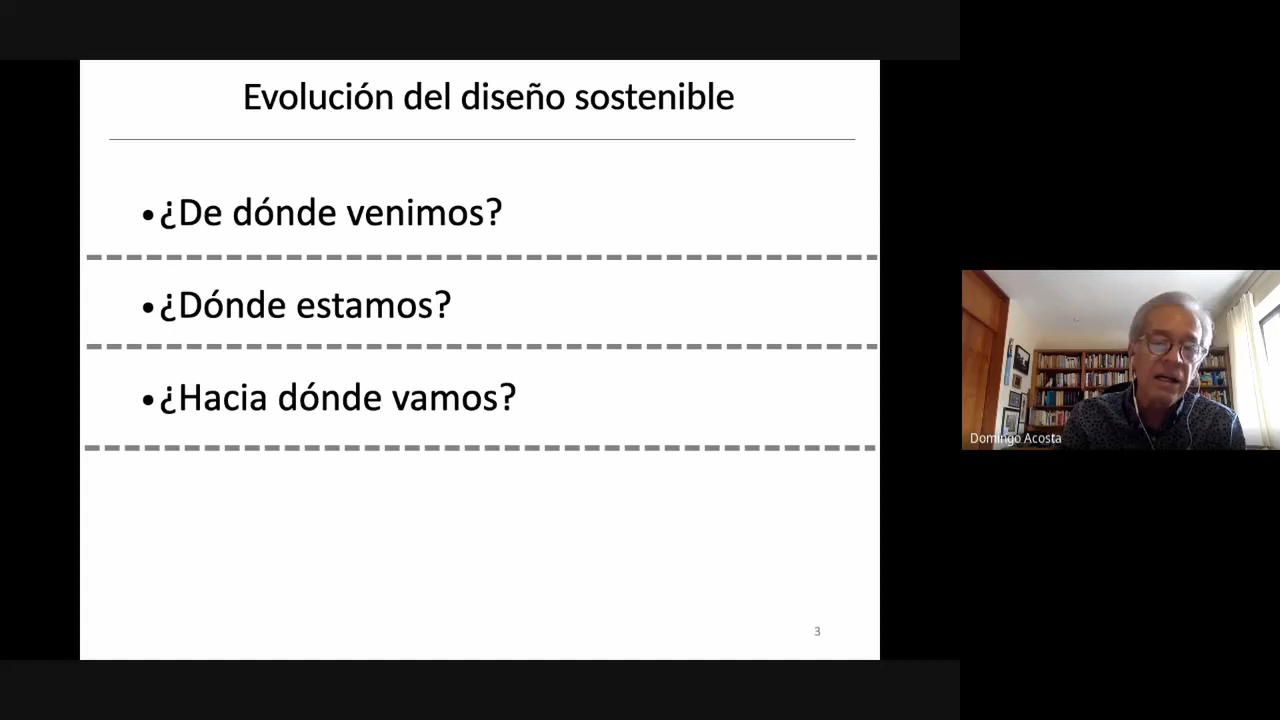 Evolución del diseño sostenible
•¿De dónde venimos?
•¿Dónde estamos?
•¿Hacia dónde vamos?
3
Domingo Acosta